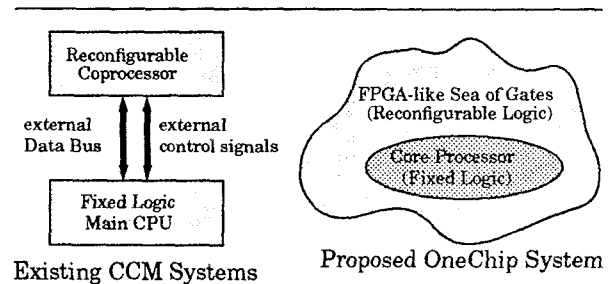 Reconfigurable
Coprocessor
external
Data Bus
external
control signals
Fixed Logic
Main CPU
Existing CCM Systems
FPGA-like Sea of Gates
(Reconfigurable Logic)
Core Processor
(Fixed Logic)
Proposed OneChip System